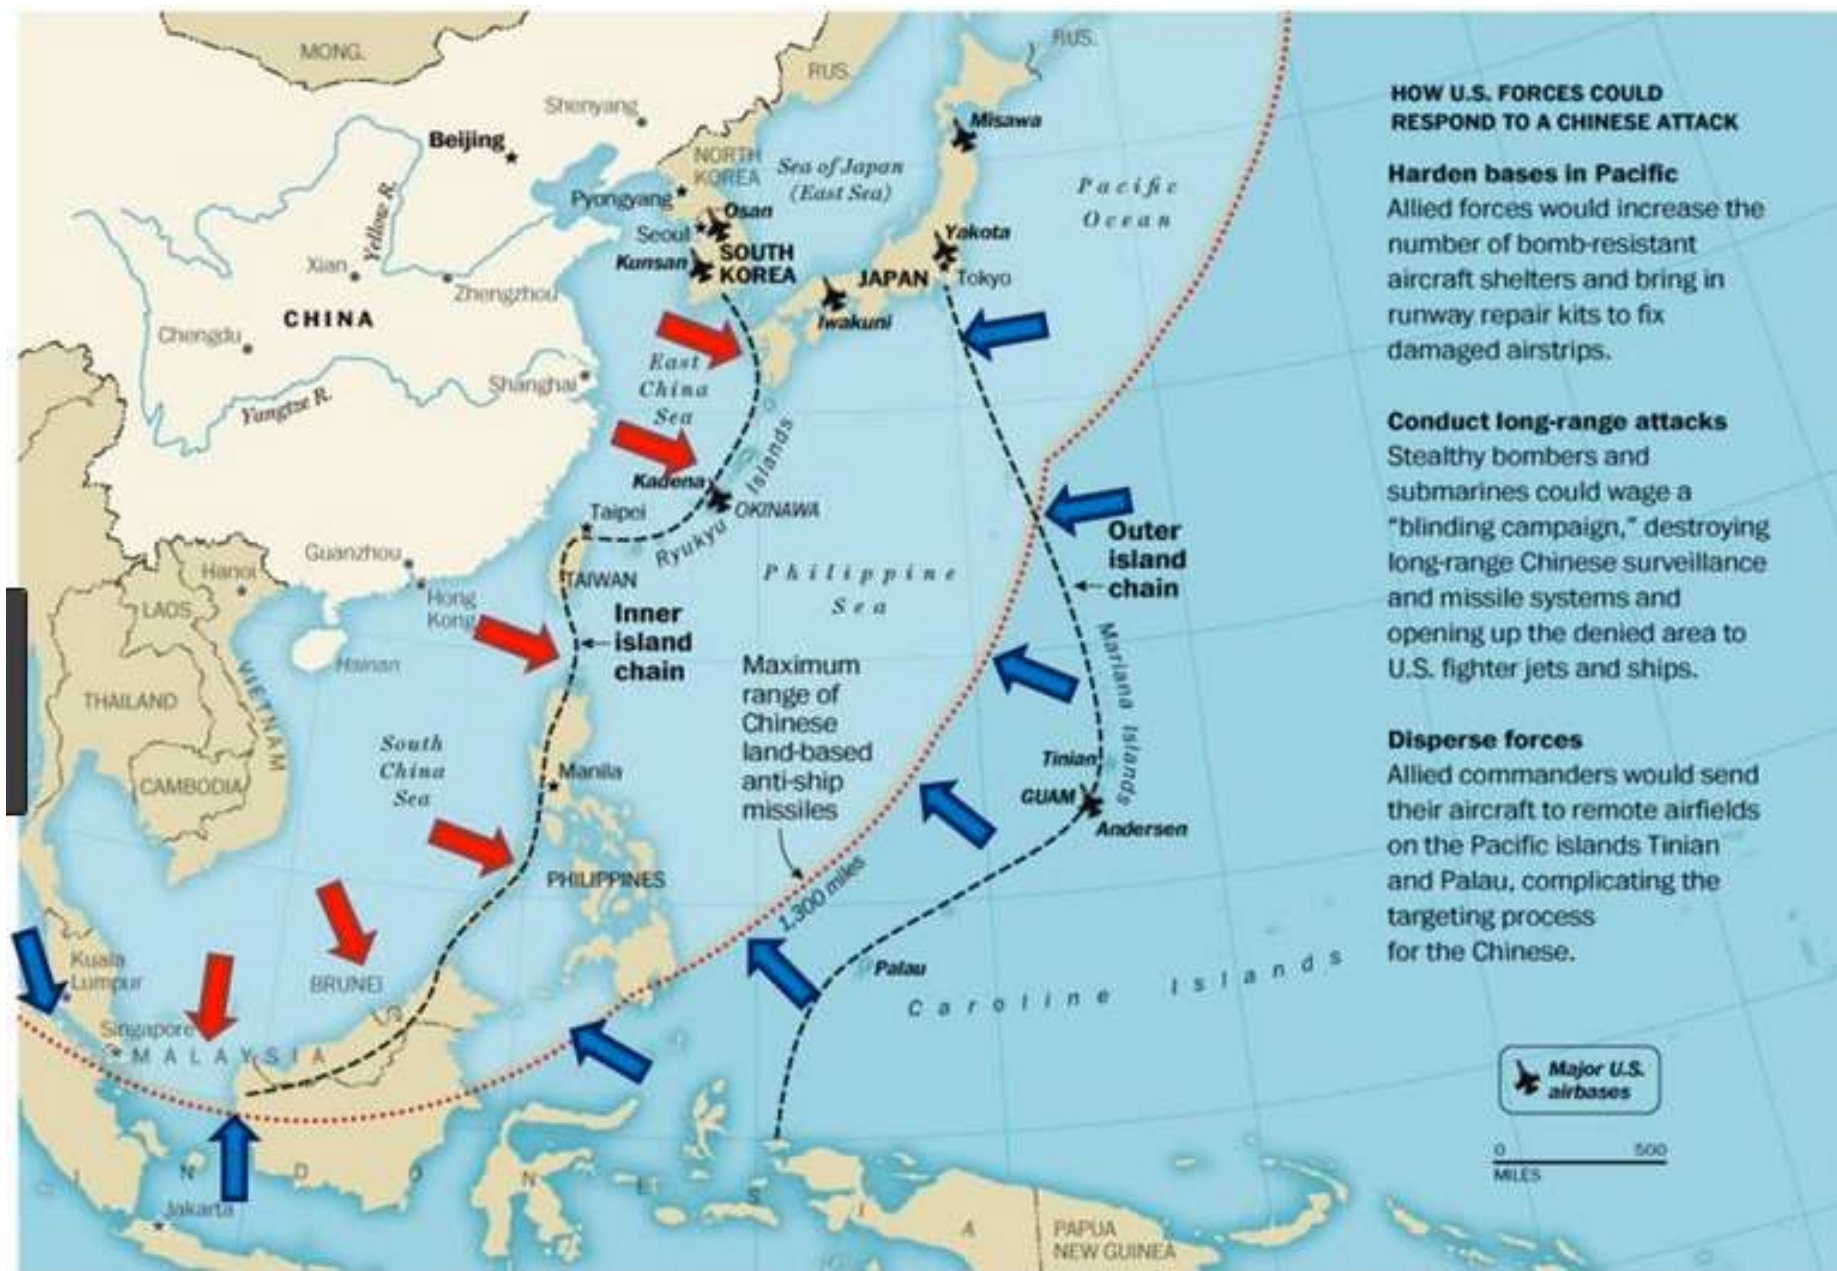 MONG.
RUS.
RUS.
Shenyang
Beijing
Misawa
NORTH
KOREA
Sea of Japan
(East Sea)
Pacific
Ocean
Pyongyang
Osan
Seoul
SOUTH
KOREA
Kunsan
Yakota
JAPAN
Tokyo
Iwakuni
Yellow R.
Xian
Zhengzhou
CHINA
Chengdu
Shanghai
Yangtze R.
East
China
Sea
Kadena
OKINAWA
Ryukyu Islands
Taipei
TAIWAN
Guanzhou
Hong
Kong
Hanoi
LAOS
Hainan
VIETNAM
THAILAND
CAMBODIA
Inner
island
chain
Philippine
Sea
Outer
island
chain
Mariana Islands
Maximum
range of
Chinese
land-based
anti-ship
missiles
1,300 miles
South
China
Sea
Manila
PHILIPPINES
Tinian
GUAM
Andersen
Palau
Caroline Islands
Kuala
Lumpur
BRUNEI
Singapore
MALAYSIA
INDONESIA
Jakarta
PAPUA
NEW GUINEA
HOW U.S. FORCES COULD
RESPOND TO A CHINESE ATTACK
Harden bases in Pacific
Allied forces would increase the
number of bomb-resistant
aircraft shelters and bring in
runway repair kits to fix
damaged airstrips.
Conduct long-range attacks
Stealthy bombers and
submarines could wage a
"blinding campaign," destroying
long-range Chinese surveillance
and missile systems and
opening up the denied area to
U.S. fighter jets and ships.
Disperse forces
Allied commanders would send
their aircraft to remote airfields
on the Pacific islands Tinian
and Palau, complicating the
targeting process
for the Chinese.
Major U.S.
airbases
0 500
MILES